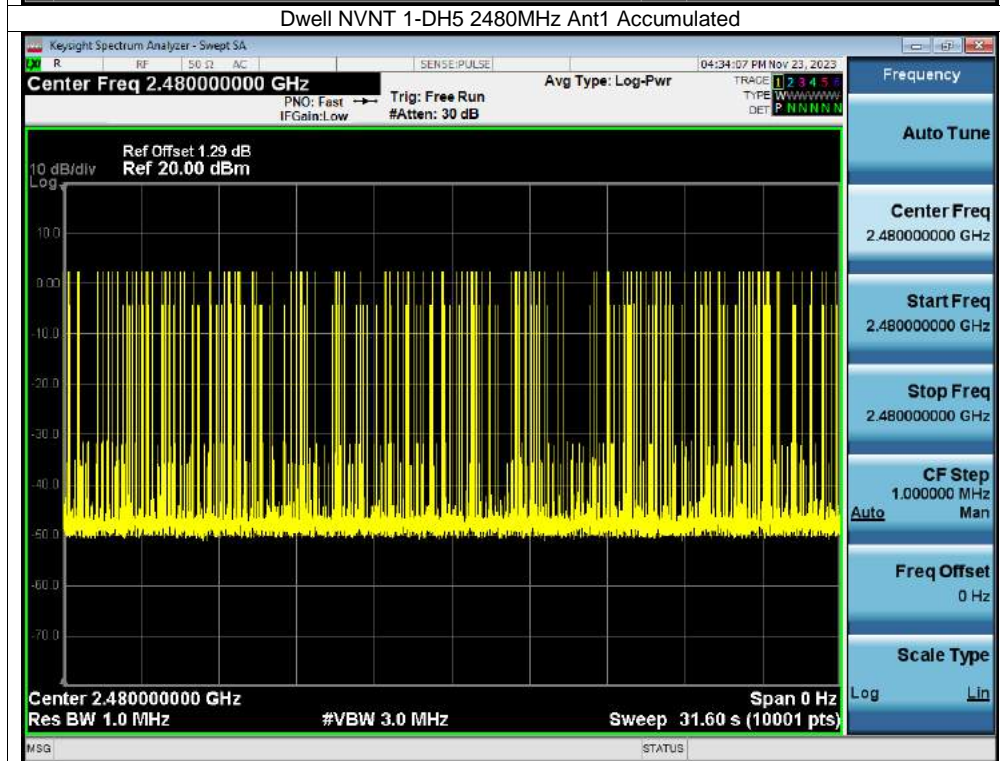 Dwell NVNT 1-DH5 2480MHz Ant1 Accumulated
Keysight Spectrum Analyzer - Swept SA
R RF 50 Ω AC SENSE:PULSE 04:34:07 PM Nov 23, 2023
Center Freq 2.480000000 GHz
PNO: Fast
IFGain:Low
Trig: Free Run
#Atten: 30 dB
Avg Type: Log-Pwr
TRACE 1 2 3 4 5 6
TYPE WWWWWW
DET P N N N N N
Ref Offset 1.29 dB
10 dB/div Ref 20.00 dBm
Log
10.0
0.00
-10.0
-20.0
-30.0
-40.0
-50.0
-60.0
-70.0
Center 2.480000000 GHz Span 0 Hz
Res BW 1.0 MHz #VBW 3.0 MHz Sweep 31.60 s (10001 pts)
MSG STATUS
Frequency
Auto Tune
Center Freq
2.480000000 GHz
Start Freq
2.480000000 GHz
Stop Freq
2.480000000 GHz
CF Step
1.000000 MHz
Auto Man
Freq Offset
0 Hz
Scale Type
Log Lin